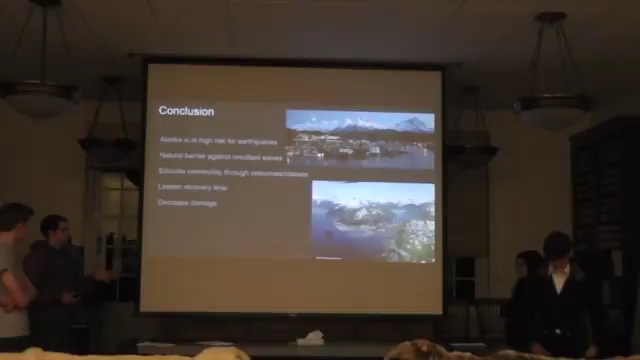 Conclusion
Alaska is at high risk for earthquakes
Natural barrier against resultant waves
Educate community through resources/classes
Lessen recovery time
Decrease damage